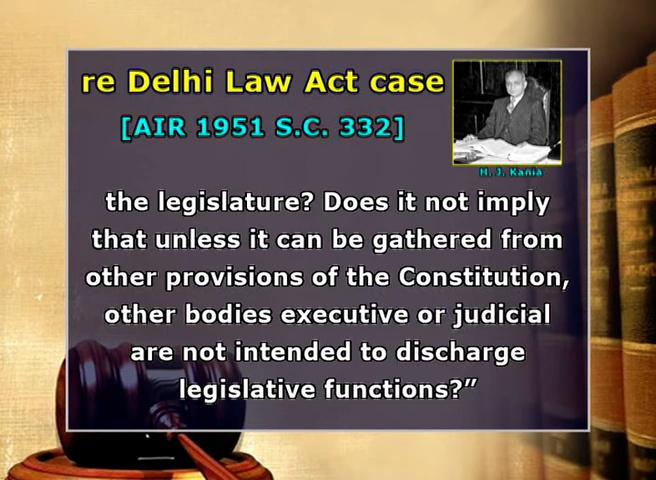 re Delhi Law Act case
[AIR 1951 S.C. 332]
H. J. Kania
the legislature? Does it not imply
that unless it can be gathered from
other provisions of the Constitution,
other bodies executive or judicial
are not intended to discharge
legislative functions?”